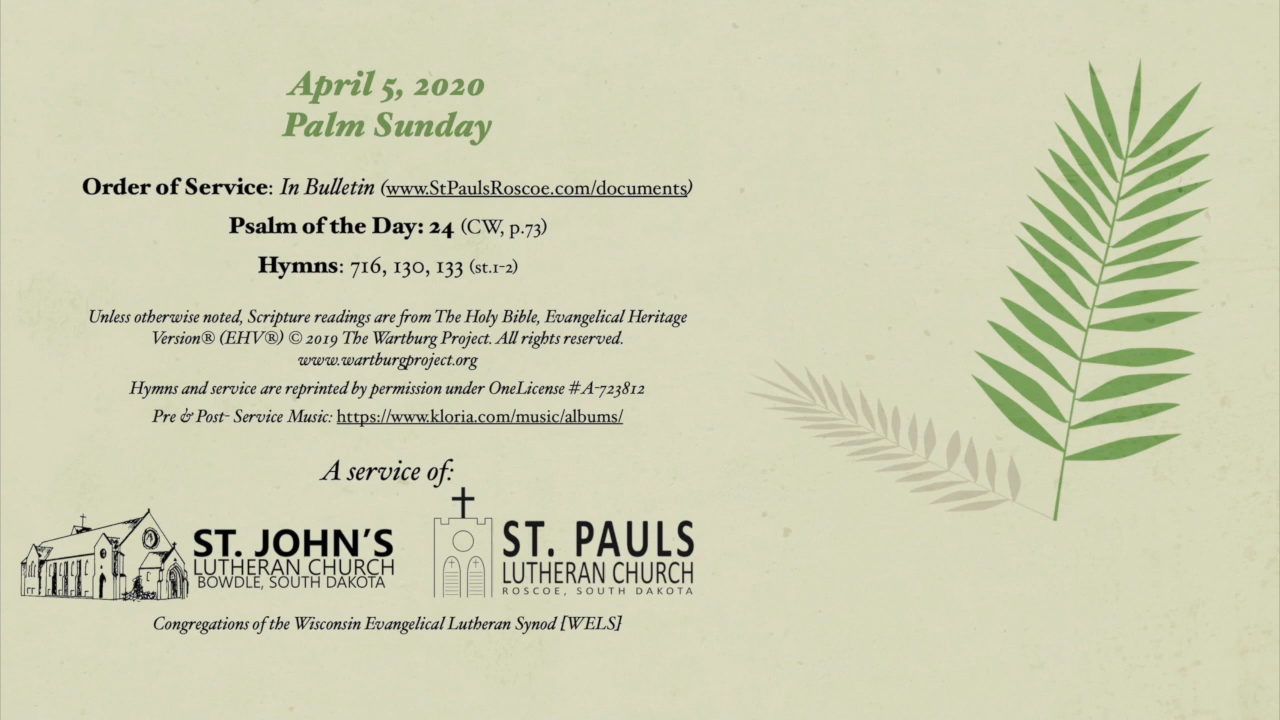 April 5, 2020
Palm Sunday
Order of Service: In Bulletin (www.StPaulsRoscoe.com/documents)
Psalm of the Day: 24 (CW, p.73)
Hymns: 716, 130, 133 (st.1-2)
Unless otherwise noted, Scripture readings are from The Holy Bible, Evangelical Heritage
Version® (EHV®) © 2019 The Wartburg Project. All rights reserved.
www.wartburgproject.org
Hymns and service are reprinted by permission under OneLicense #A-723812
Pre & Post- Service Music: https://www.kloria.com/music/albums/
A service of:
ST. JOHN'S
LUTHERAN CHURCH
BOWDLE, SOUTH DAKOTA
ST. PAULS
LUTHERAN CHURCH
ROSCOE, SOUTH DAKOTA
Congregations of the Wisconsin Evangelical Lutheran Synod [WELS]